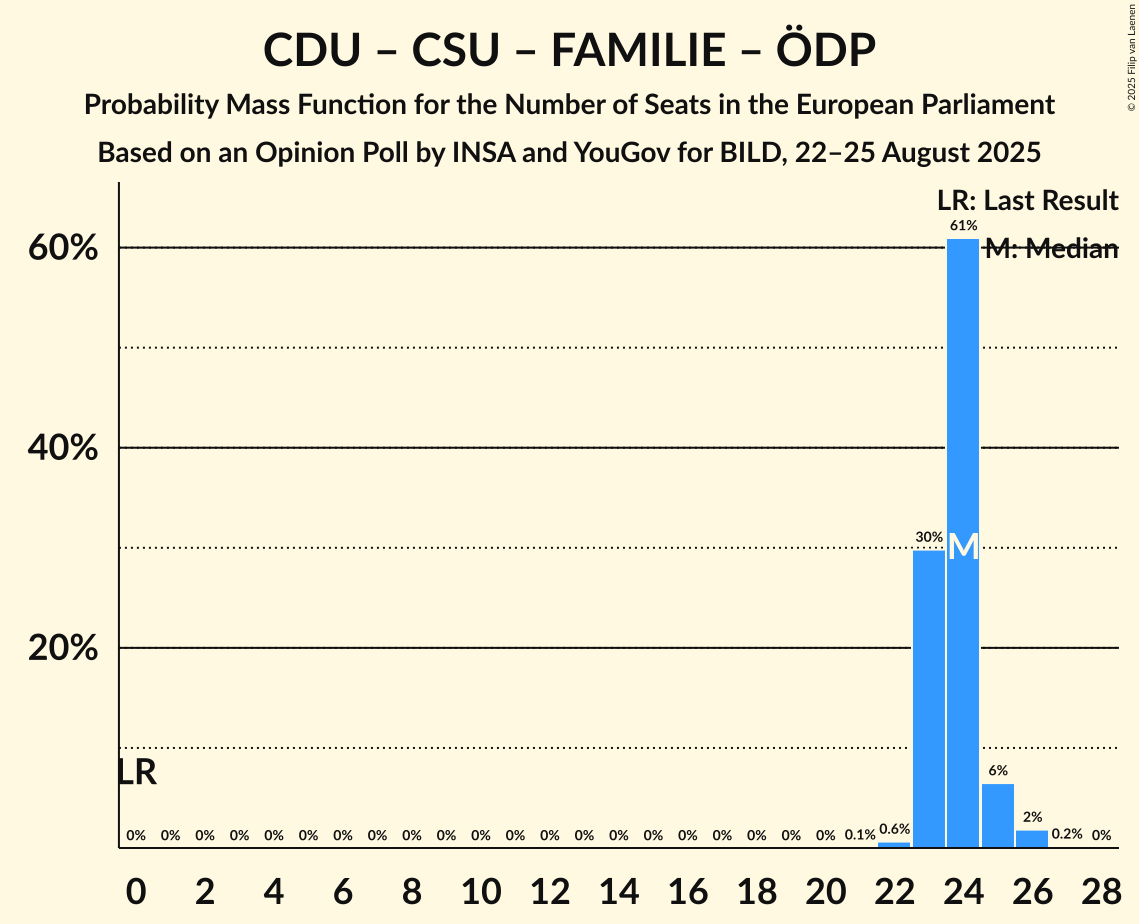 CDU – CSU – FAMILIE – ÖDP
Probability Mass Function for the Number of Seats in the European Parliament
Based on an Opinion Poll by INSA and YouGov for BILD, 22–25 August 2025
© 2025 Filip van Laenen
LR: Last Result
M: Median
61%
60%
40%
30%
M
20%
LR
0% 0% 0% 0% 0% 0% 0% 0% 0% 0% 0% 0% 0% 0% 0% 0% 0% 0% 0% 0% 0% 0.1% 0.6% 6% 2% 0.2% 0%
0 2 4 6 8 10 12 14 16 18 20 22 24 26 28